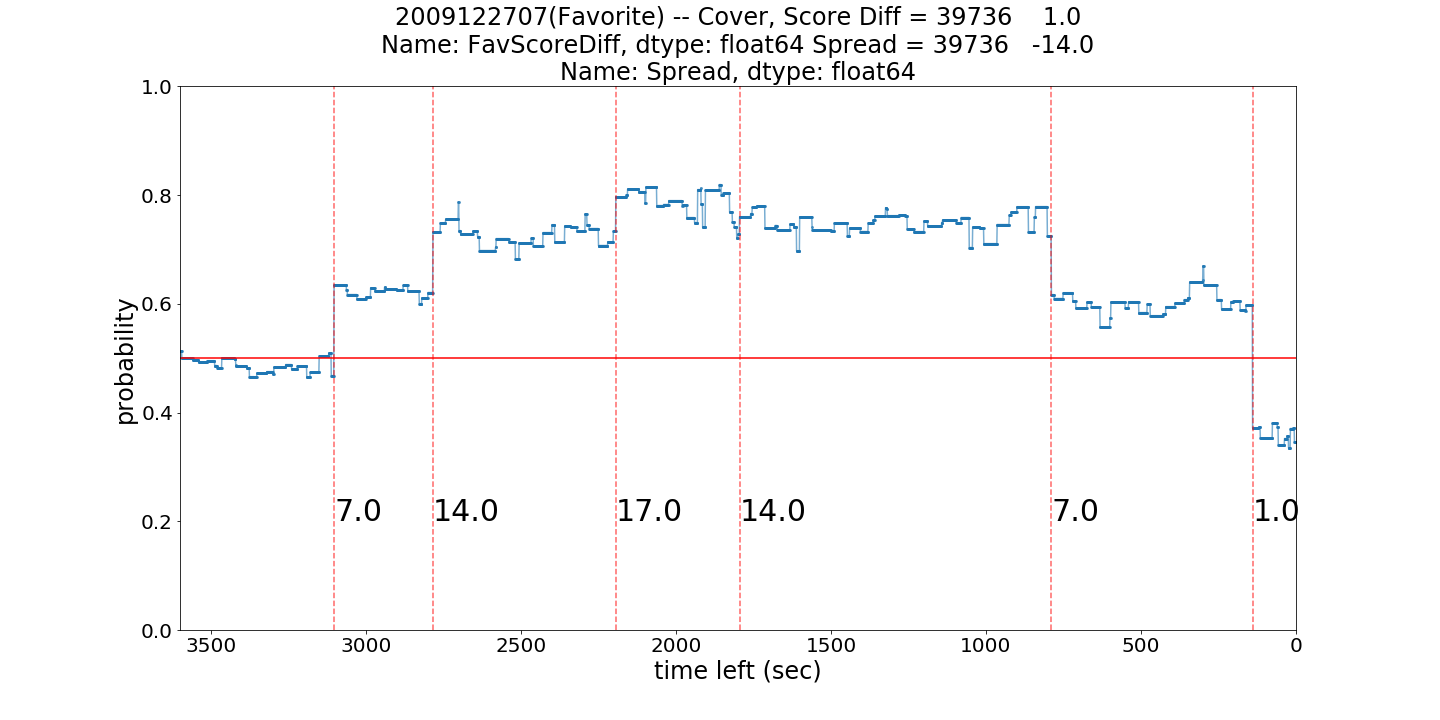 2009122707(Favorite) -- Cover, Score Diff = 39736    1.0
Name: FavScoreDiff, dtype: float64 Spread = 39736   -14.0
Name: Spread, dtype: float64
1.0
0.8
0.6
0.4
0.2
0.0
probability
7.0
14.0
17.0
14.0
7.0
1.0
3500 3000 2500 2000 1500 1000 500 0
time left (sec)